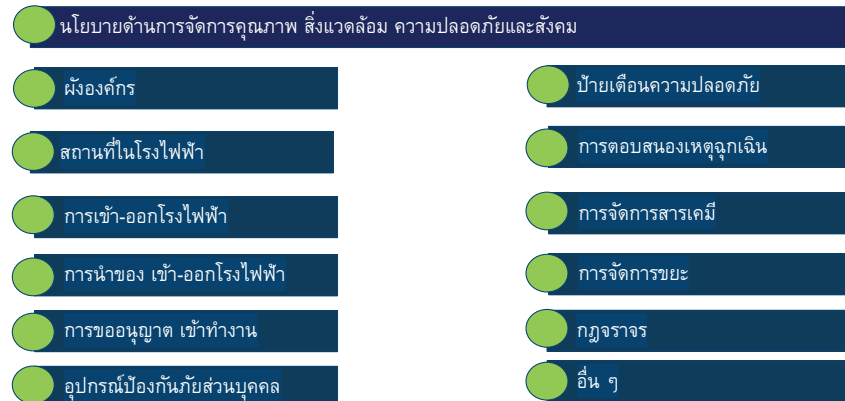 นโยบายด้านการจัดการคุณภาพ สิ่งแวดล้อม ความปลอดภัยและสังคม
ผังองค์กร
สถานที่ในโรงไฟฟ้า
การเข้า-ออกโรงไฟฟ้า
การนำของ เข้า-ออกโรงไฟฟ้า
การขออนุญาต เข้าทำงาน
อุปกรณ์ป้องกันภัยส่วนบุคคล
ป้ายเตือนความปลอดภัย
การตอบสนองเหตุฉุกเฉิน
การจัดการสารเคมี
การจัดการขยะ
กฎจราจร
อื่น ๆ